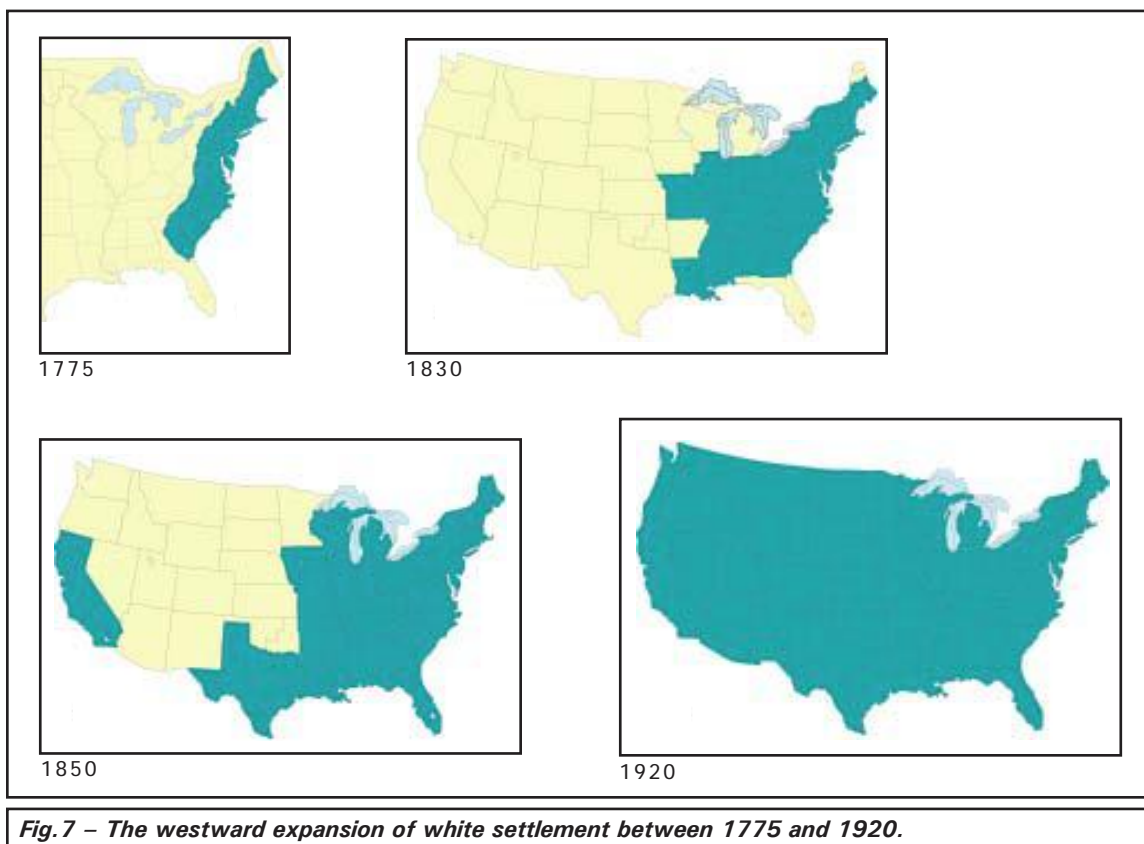 1775
1830
1850
1920
Fig.7 – The westward expansion of white settlement between 1775 and 1920.